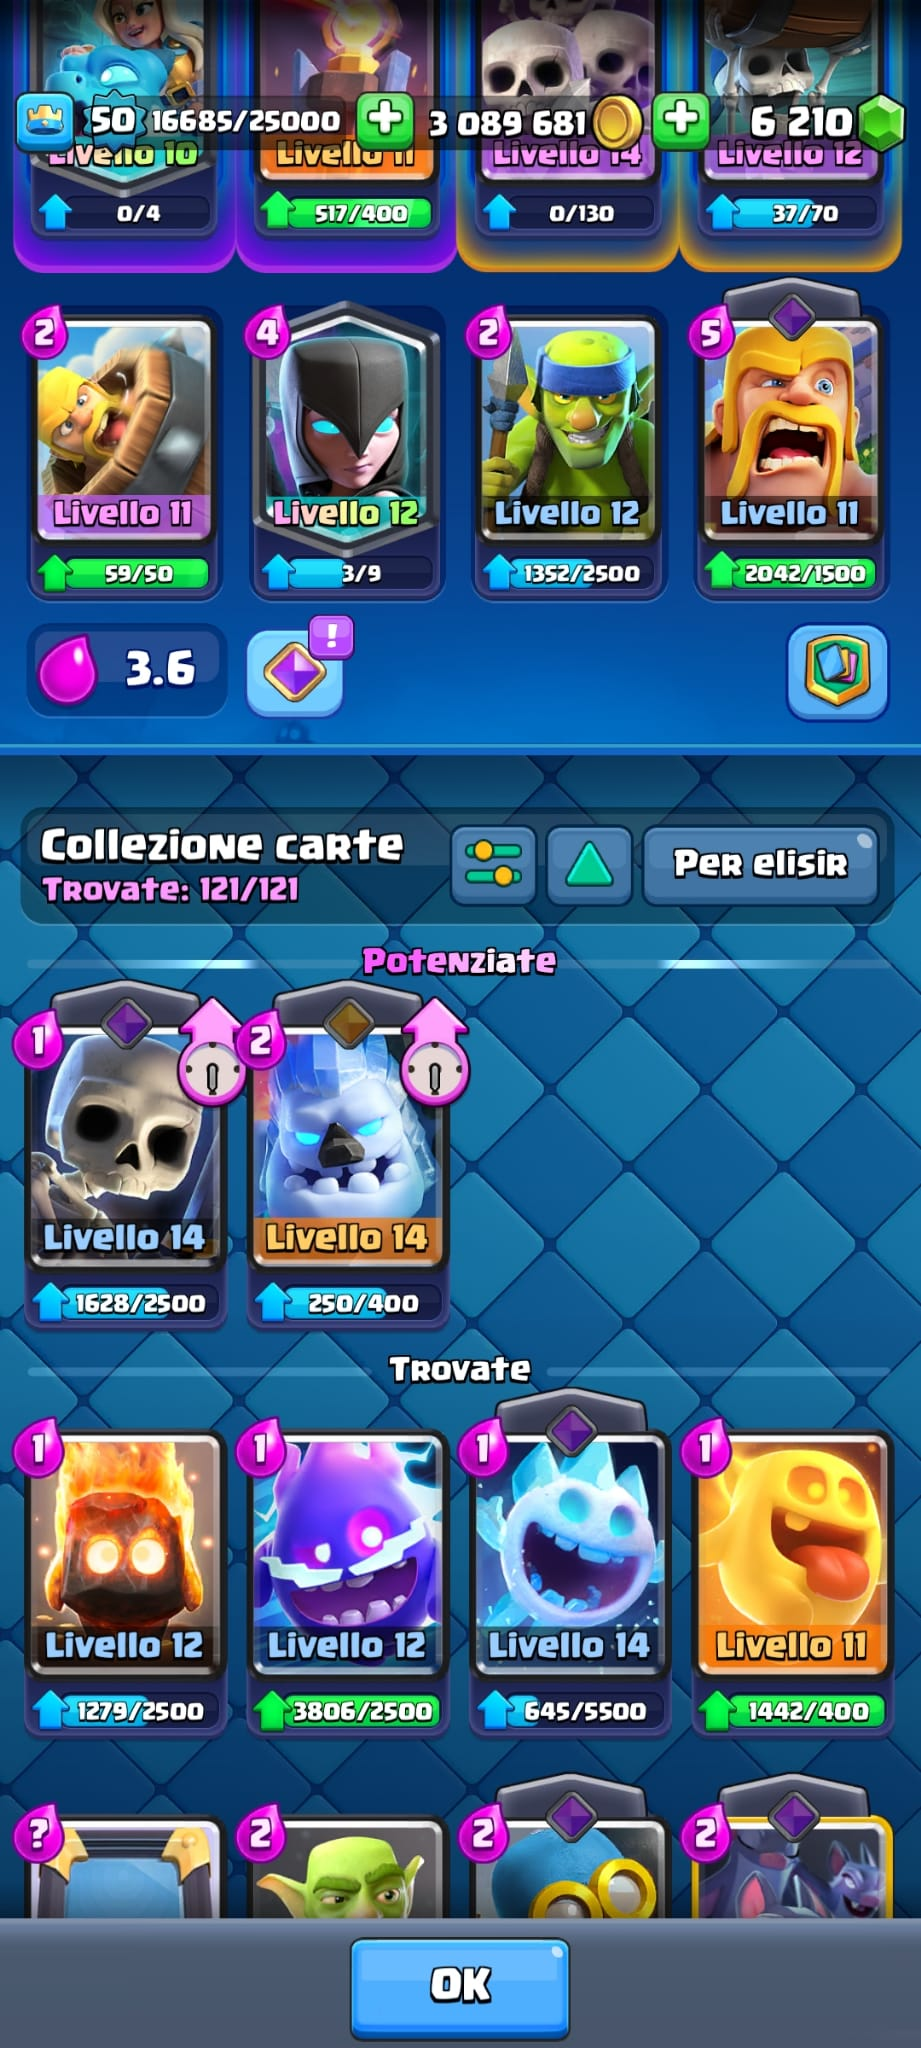 50 16685/25000 3 089 681 6 210
Livello 10 Livello 11 Livello 14 Livello 12
0/4 517/400 0/130 37/70
2 4 2 5
Livello 11 Livello 12 Livello 12 Livello 11
59/50 3/9 1352/2500 2042/1500
3.6 !
Collezione carte
Trovate: 121/121
Per elisir
Potenziate
1 2
Livello 14 Livello 14
1628/2500 250/400
Trovate
1 1 1 1
Livello 12 Livello 12 Livello 14 Livello 11
1279/2500 3806/2500 645/5500 1442/400
? 2 2 2
OK